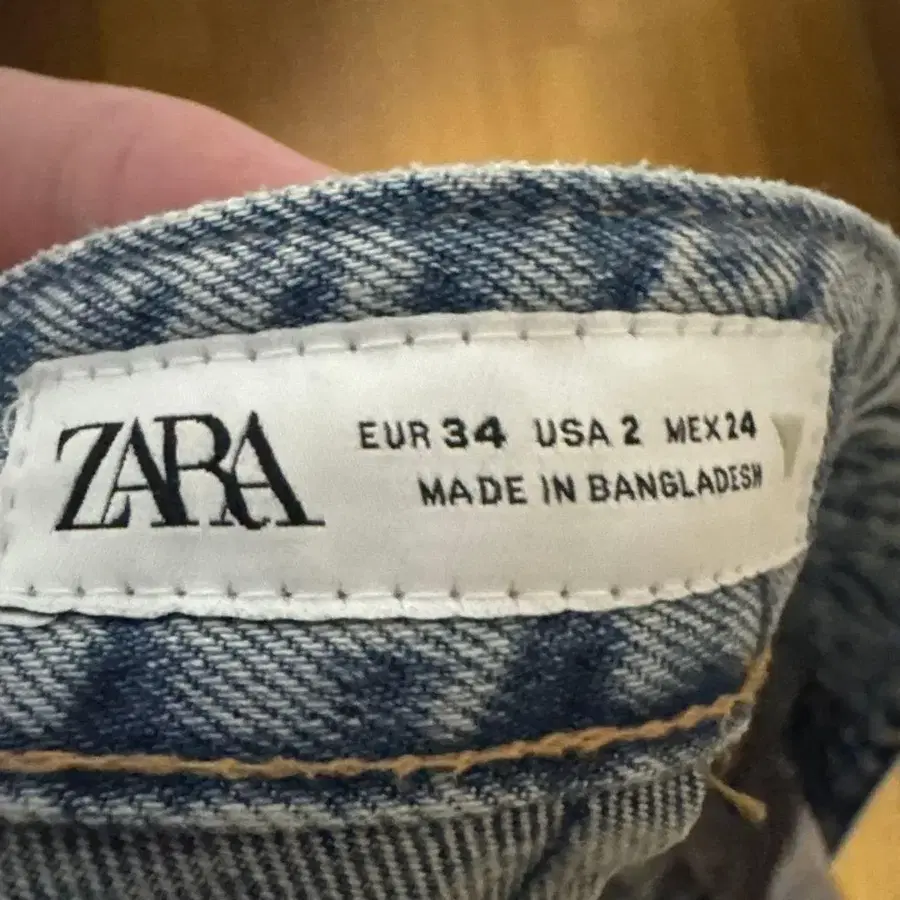 ZARA
EUR 34 USA 2 MEX 24
MADE IN BANGLADESH